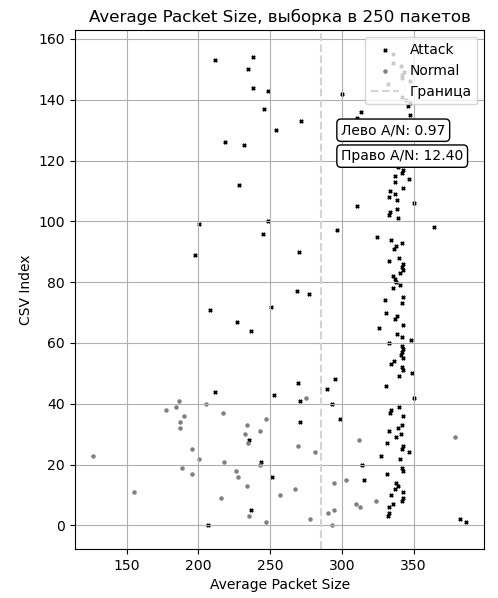 Average Packet Size, выборка в 250 пакетов
160
140
120
100
80
60
40
20
0
CSV Index
Attack
Normal
Граница
Лево A/N: 0.97
Право A/N: 12.40
150
200
250
300
350
Average Packet Size